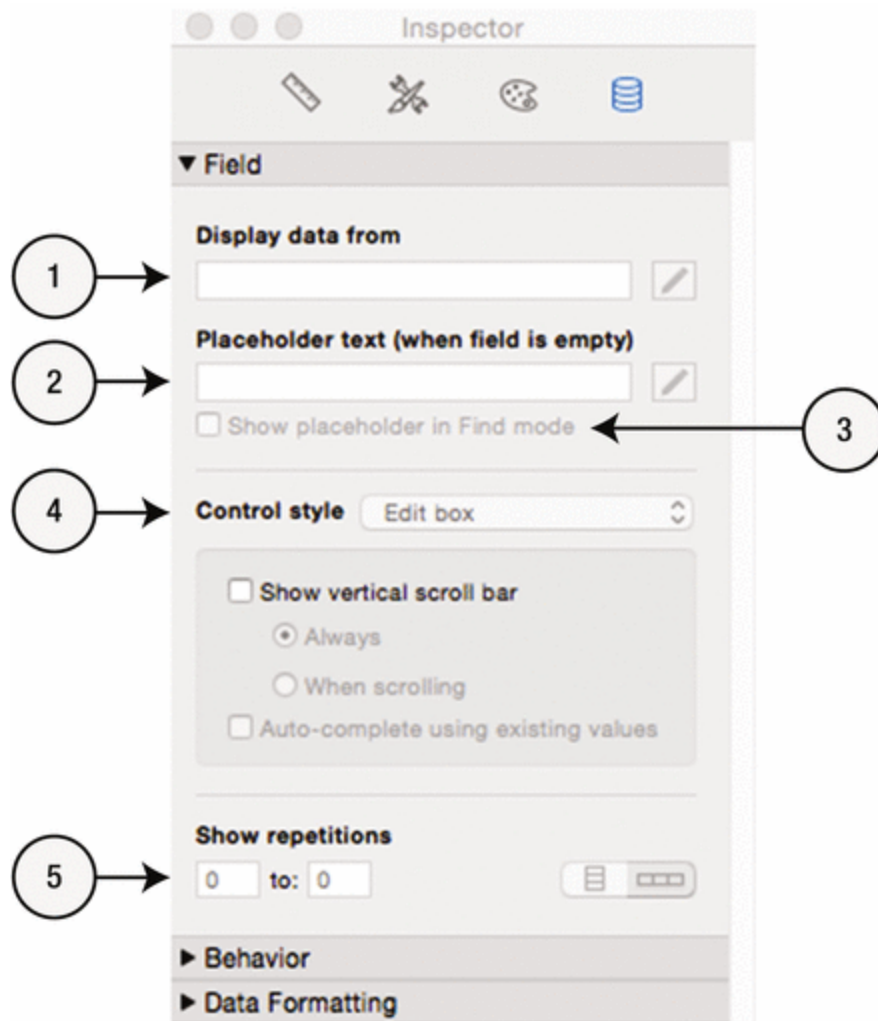 Inspector
Field
Display data from
1
Placeholder text (when field is empty)
2
Show placeholder in Find mode
3
4
Control style Edit box
Show vertical scroll bar
Always
When scrolling
Auto-complete using existing values
Show repetitions
5
0 to: 0
Behavior
Data Formatting